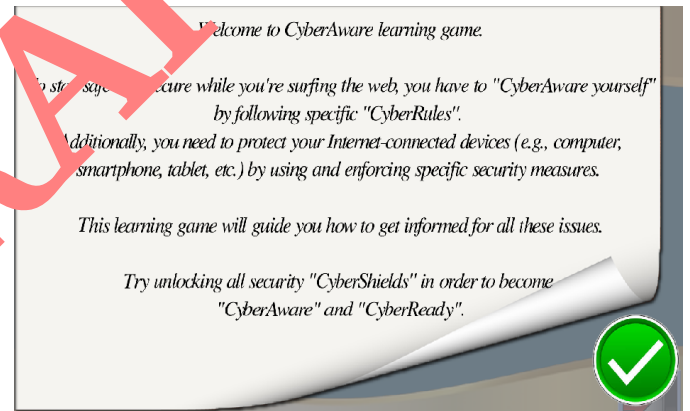 Welcome to CyberAware learning game.
secure while you're surfing the web, you have to "CyberAware yourself"
by following specific "CyberRules".
Additionally, you need to protect your Internet-connected devices (e.g., computer,
smartphone, tablet, etc.) by using and enforcing specific security measures.
This learning game will guide you how to get informed for all these issues.
Try unlocking all security "CyberShields" in order to become
"CyberAware" and "CyberReady".